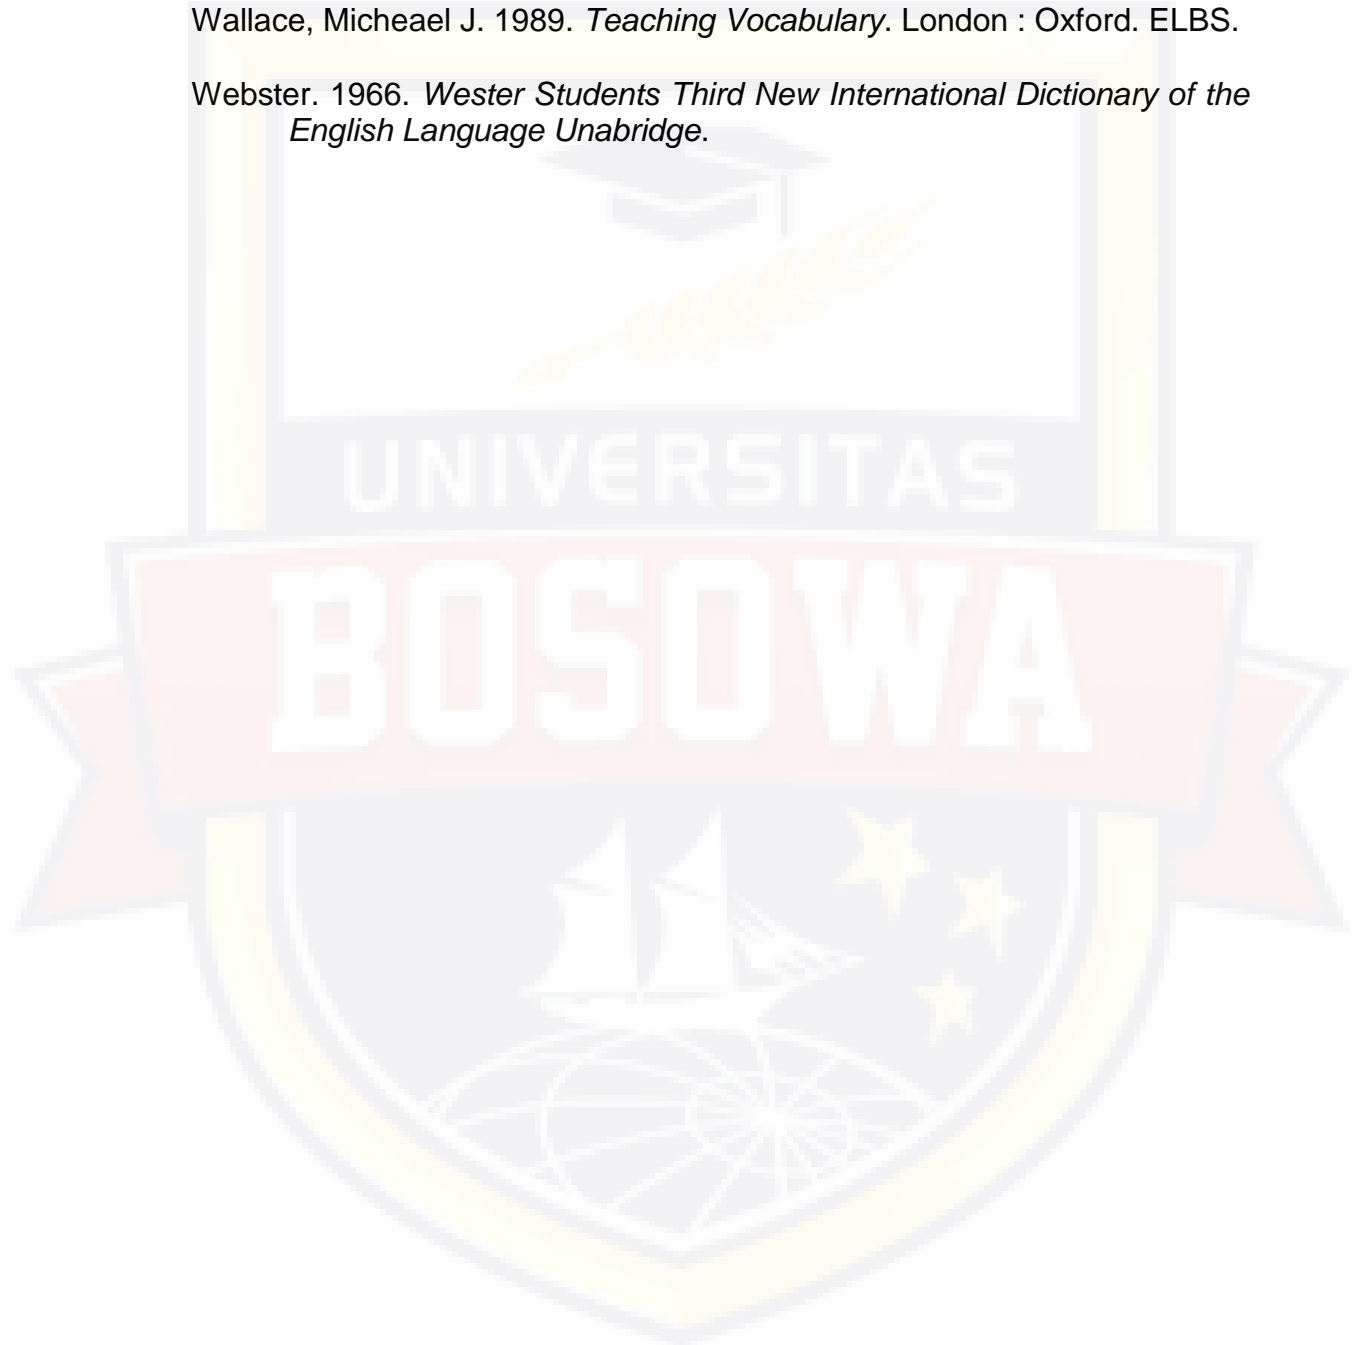 Wallace, Micheael J. 1989. Teaching Vocabulary. London : Oxford. ELBS.
Webster. 1966. Wester Students Third New International Dictionary of the
English Language Unabridge.
UNIVERSITAS
BOSOWA